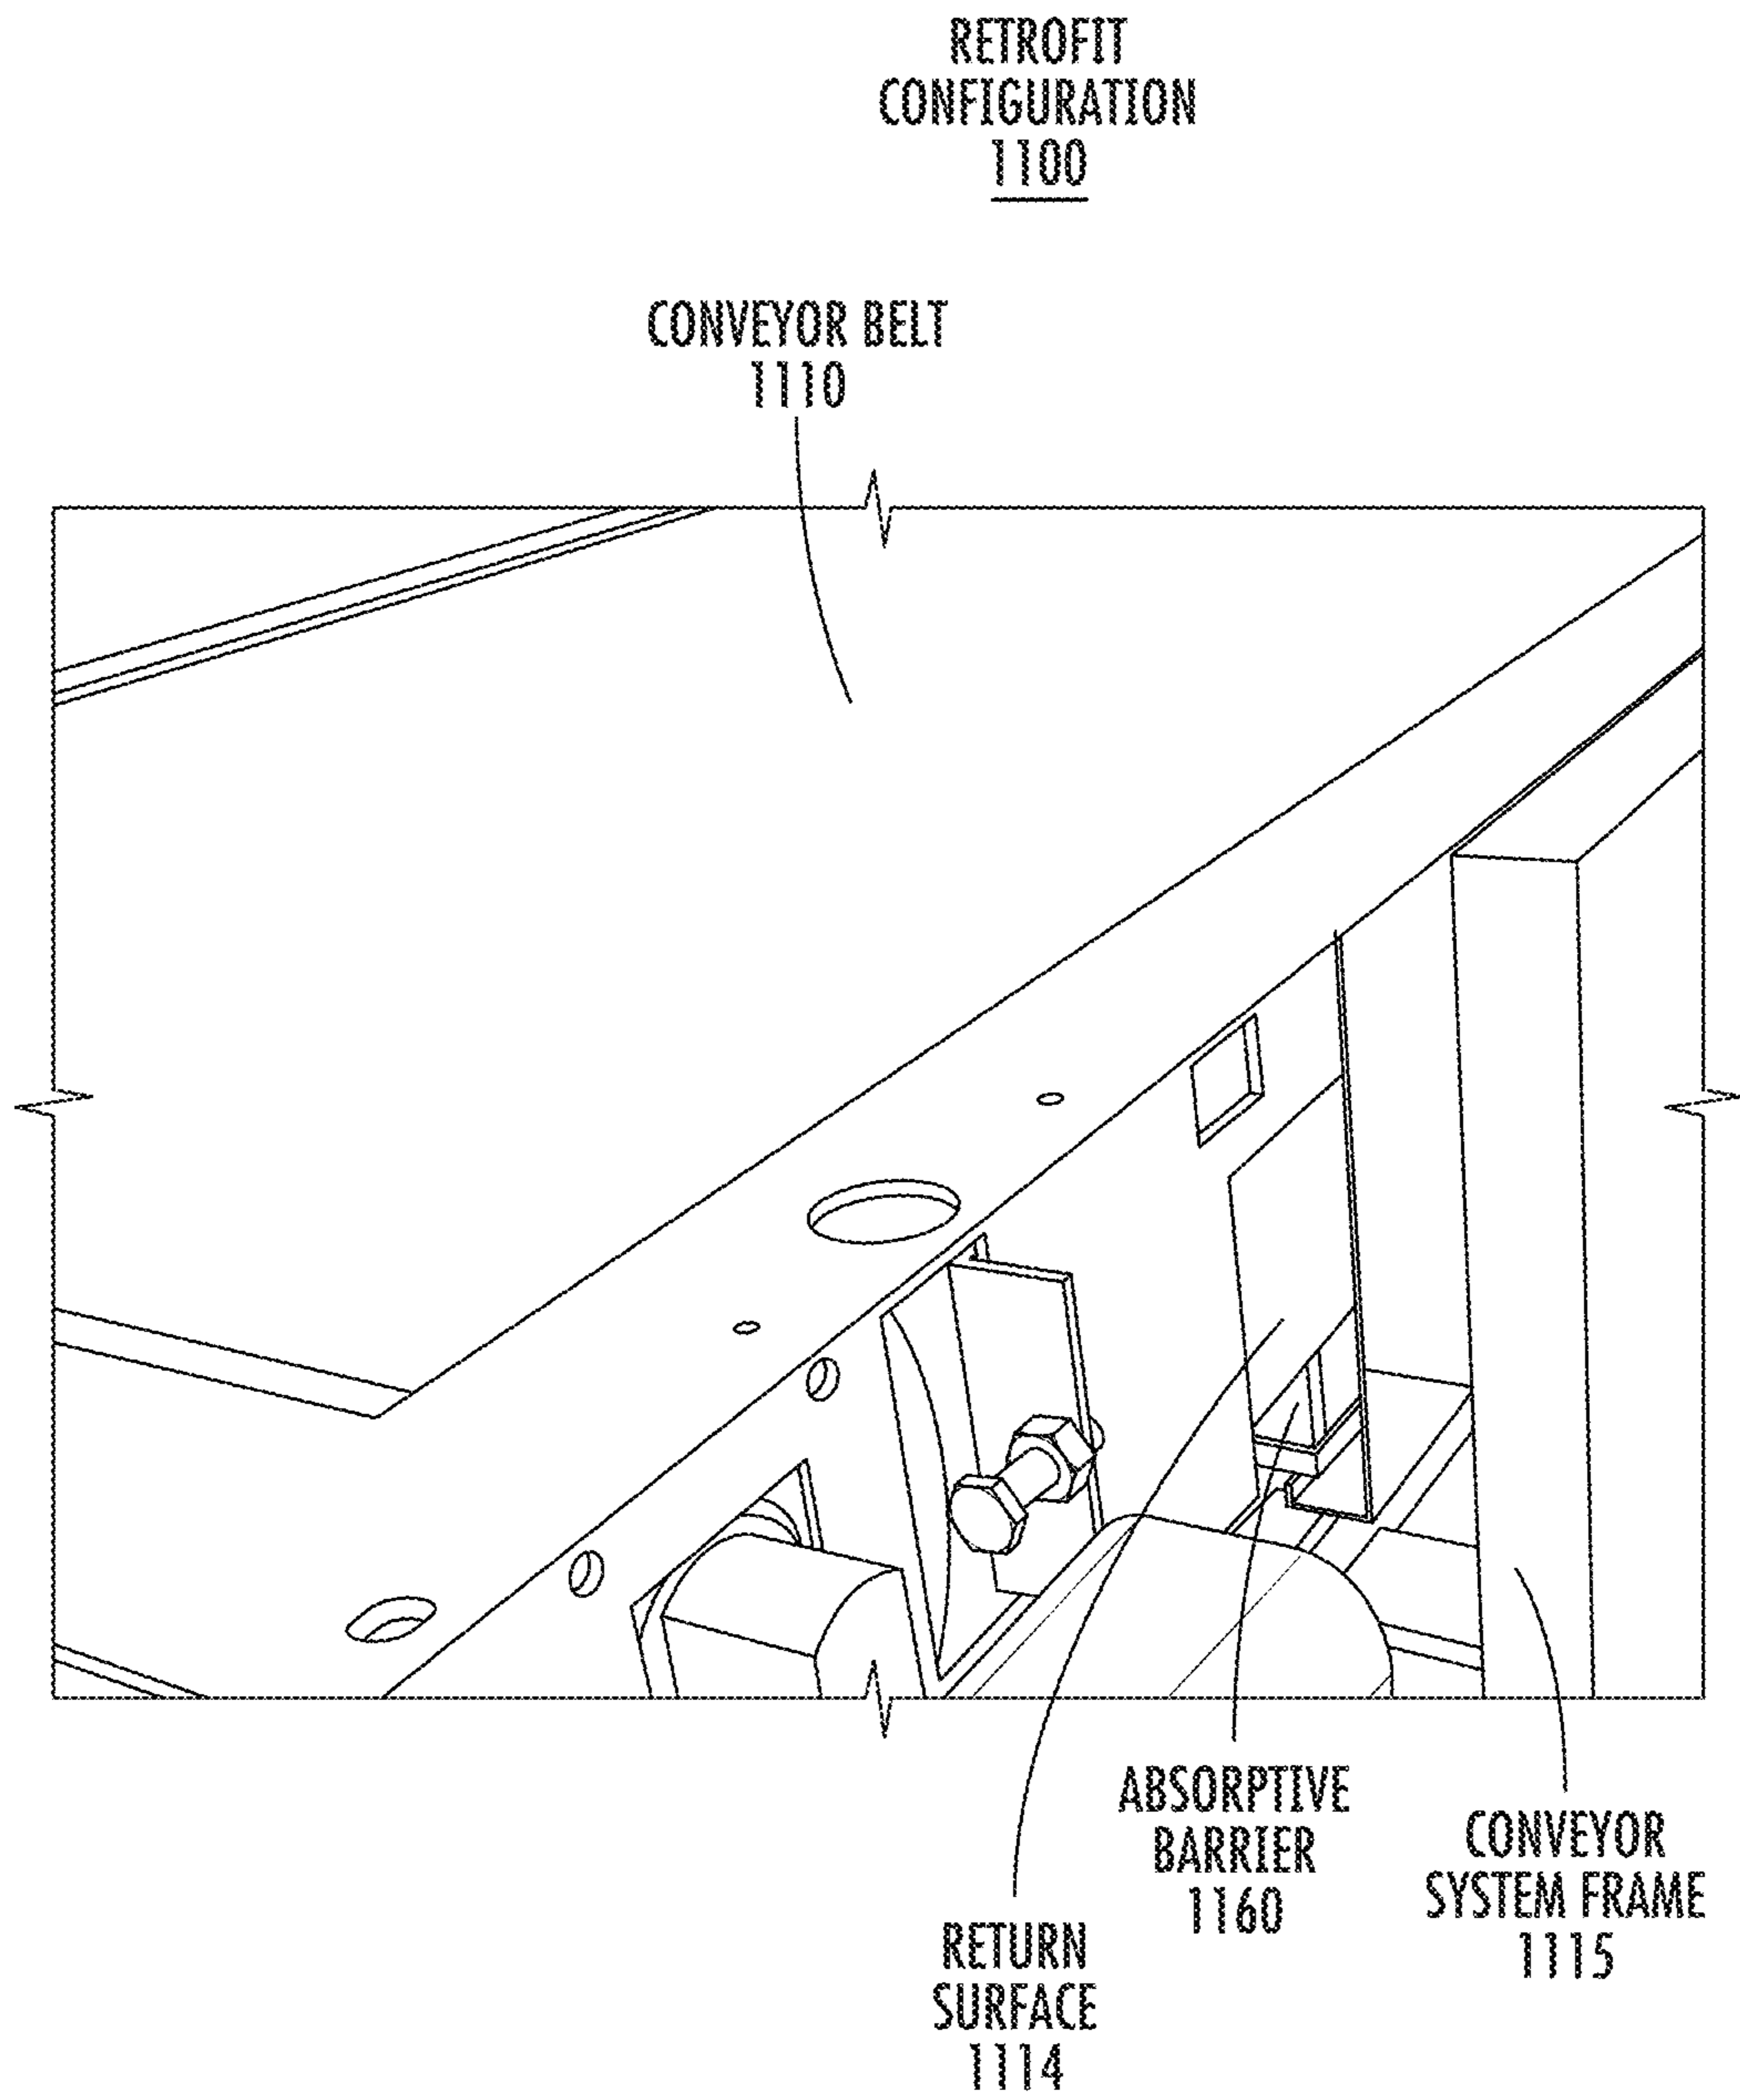 RETROFIT
CONFIGURATION
1100
CONVEYOR BELT
1110
ABSORPTIVE
BARRIER
1160
CONVEYOR
SYSTEM FRAME
1115
RETURN
SURFACE
1114